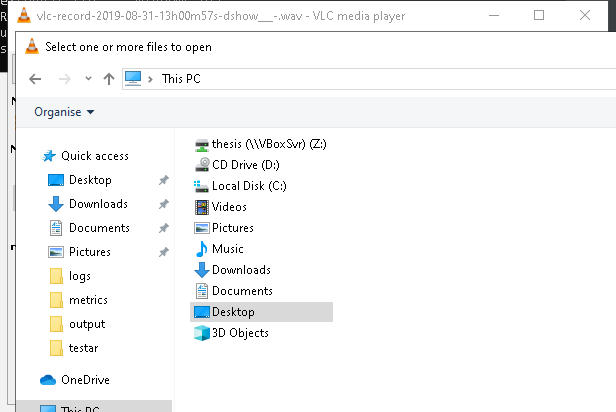 vlc-record-2019-08-31-13h00m57s-dshow___-.wav - VLC media player
Select one or more files to open
This PC
Organise
Quick access
Desktop
Downloads
Documents
Pictures
logs
metrics
output
testar
OneDrive
This PC
thesis (\\VBoxSvr) (Z:)
CD Drive (D:)
Local Disk (C:)
Videos
Pictures
Music
Downloads
Documents
Desktop
3D Objects